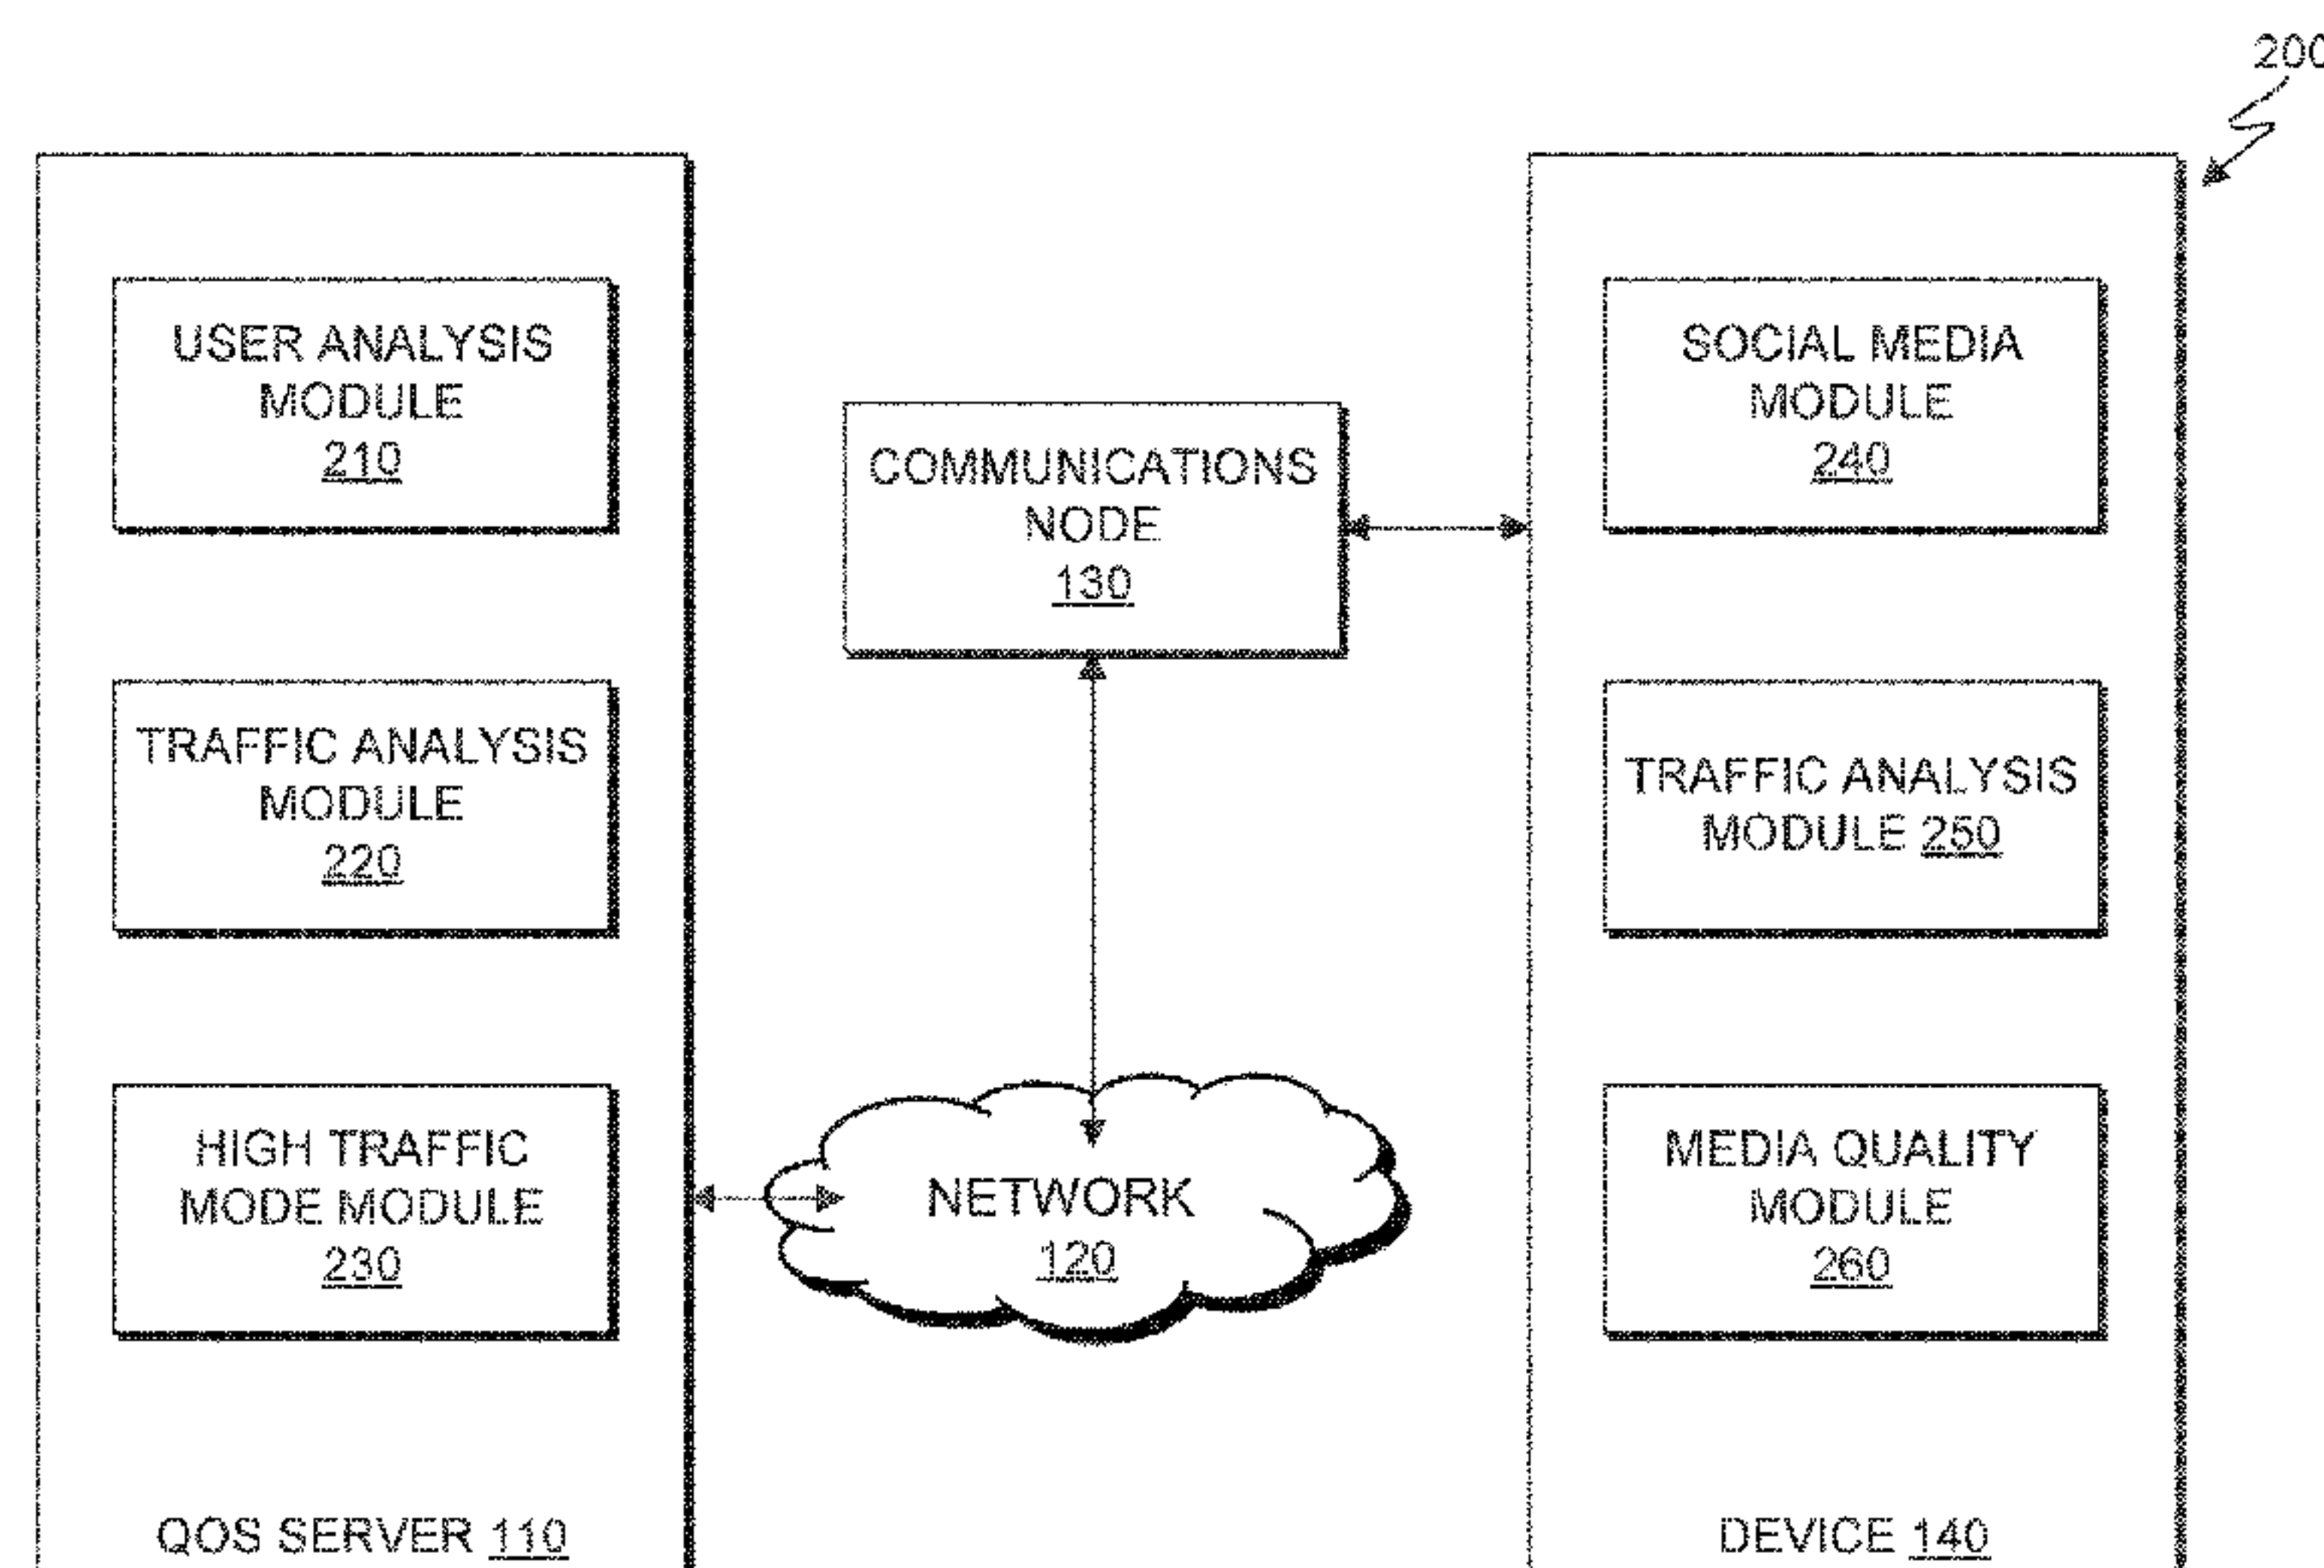 200
USER ANALYSIS
MODULE
210
TRAFFIC ANALYSIS
MODULE
220
HIGH TRAFFIC
MODE MODULE
230
QOS SERVER 110
COMMUNICATIONS
NODE
130
NETWORK
120
SOCIAL MEDIA
MODULE
240
TRAFFIC ANALYSIS
MODULE 250
MEDIA QUALITY
MODULE
260
DEVICE 140